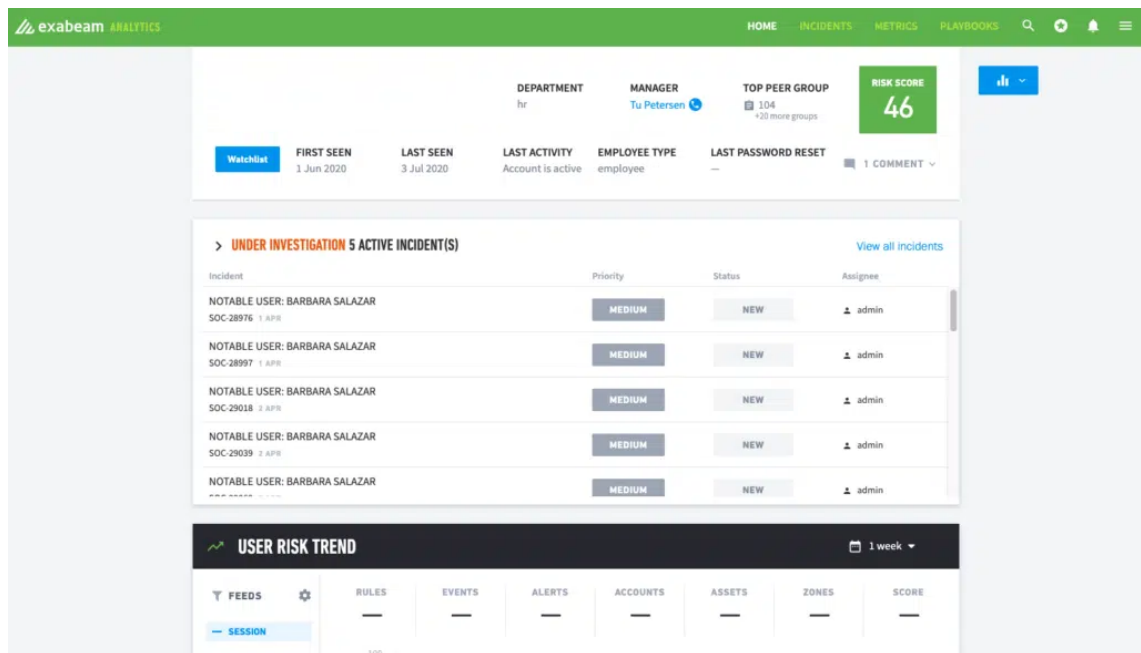 exabeam ANALYTICS
HOME INCIDENTS METRICS PLAYBOOKS
DEPARTMENT MANAGER TOP PEER GROUP RISK SCORE
hr Tu Petersen 104 46
+20 more groups
Watchlist FIRST SEEN LAST SEEN LAST ACTIVITY EMPLOYEE TYPE LAST PASSWORD RESET
1 Jun 2020 3 Jul 2020 Account is active employee — 1 COMMENT
UNDER INVESTIGATION 5 ACTIVE INCIDENT(S) View all incidents
Incident Priority Status Assignee
NOTABLE USER: BARBARA SALAZAR MEDIUM NEW admin
SOC-28976 1 APR
NOTABLE USER: BARBARA SALAZAR MEDIUM NEW admin
SOC-28997 1 APR
NOTABLE USER: BARBARA SALAZAR MEDIUM NEW admin
SOC-29018 2 APR
NOTABLE USER: BARBARA SALAZAR MEDIUM NEW admin
SOC-29039 2 APR
NOTABLE USER: BARBARA SALAZAR MEDIUM NEW admin
USER RISK TREND 1 week
FEEDS RULES EVENTS ALERTS ACCOUNTS ASSETS ZONES SCORE
— — — — — — —
SESSION